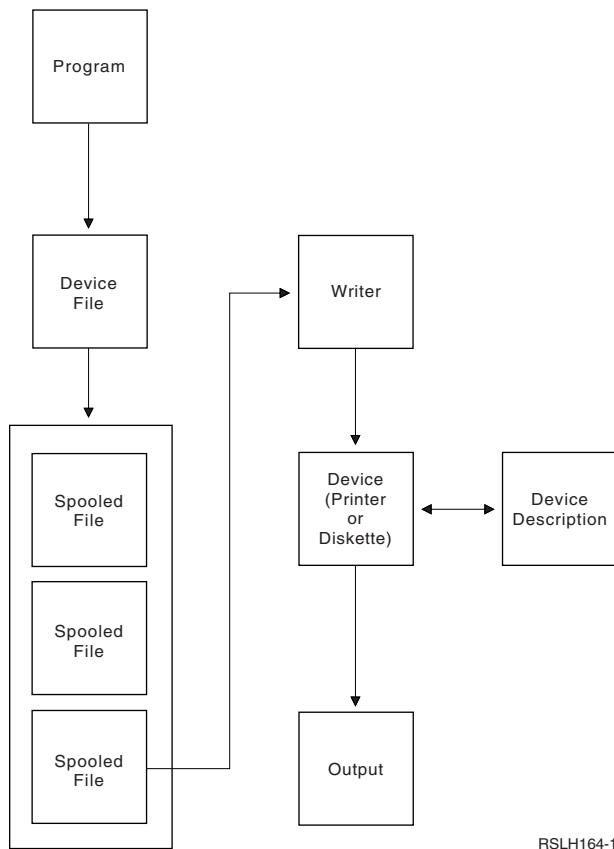 Program
Device
File
Spooled
File
Spooled
File
Spooled
File
Writer
Device
(Printer
or
Diskette)
Device
Description
Output
RSLH164-1